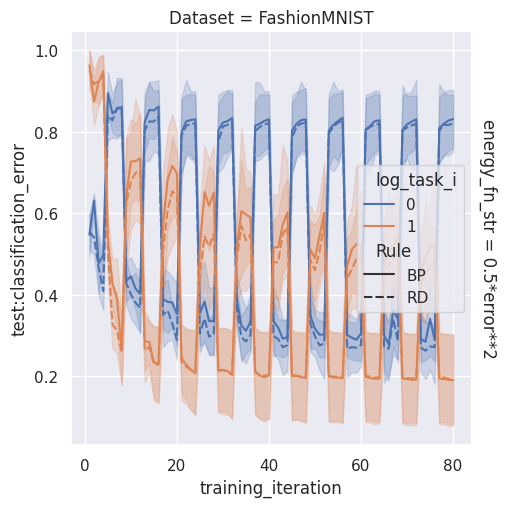 Dataset = FashionMNIST
1.0
0.8
0.6
0.4
0.2
test:classification_error
0
20
40
60
80
training_iteration
log_task_i
0
1
Rule
BP
RD
energy_fn_str = 0.5*error**2